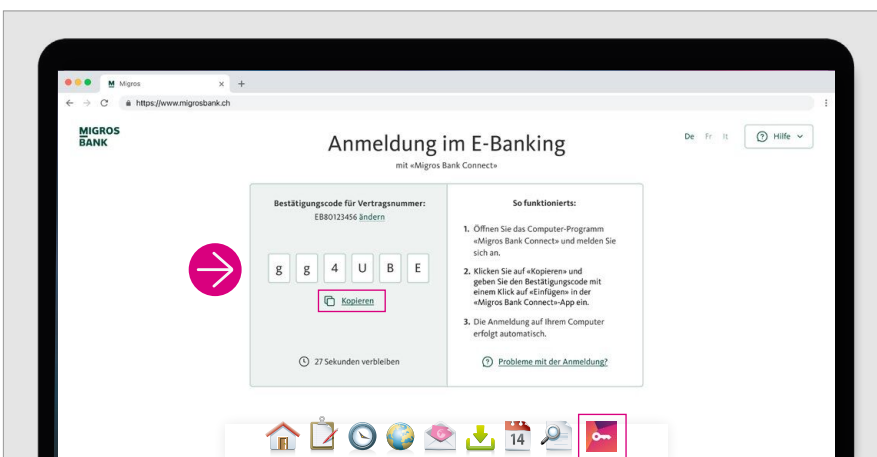 Migros
https://www.migrosbank.ch
MIGROS
BANK
De Fr It
Hilfe
Anmeldung im E-Banking
mit «Migros Bank Connect»
Bestätigungscode für Vertragsnummer:
EB80123456 ändern
g g 4 U B E
Kopieren
27 Sekunden verbleiben
So funktionierts:
1. Öffnen Sie das Computer-Programm
«Migros Bank Connect» und melden Sie
sich an.
2. Klicken Sie auf «Kopieren» und
geben Sie den Bestätigungscode mit
einem Klick auf «Einfügen» in der
«Migros Bank Connect»-App ein.
3. Die Anmeldung auf Ihrem Computer
erfolgt automatisch.
Probleme mit der Anmeldung?
14